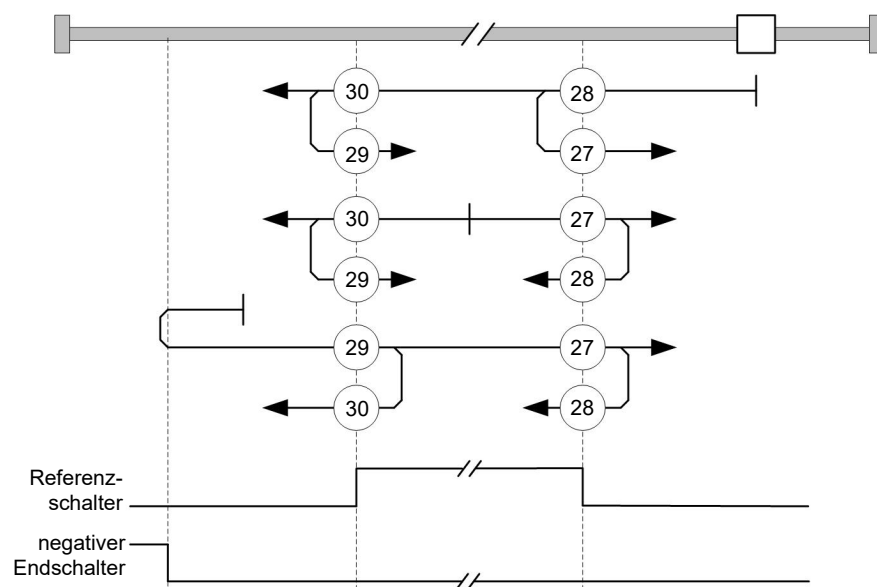 30 28
29 27
30 27
29 28
29 27
30 28
Referenz-
schalter
negativer
Endschalter